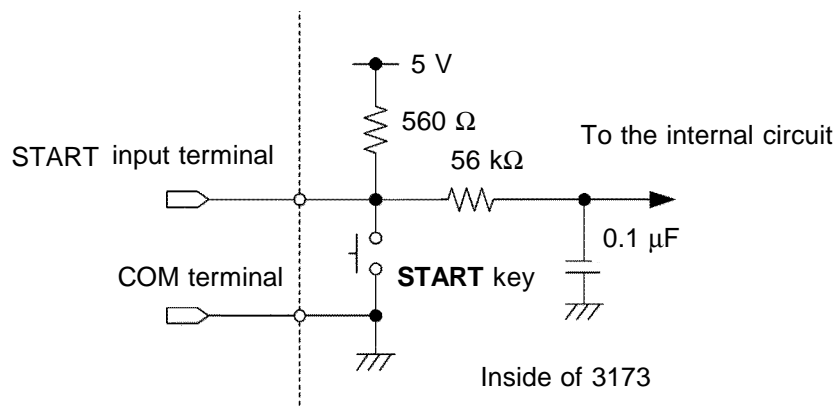 5 V
560 Ω
To the internal circuit
START input terminal
56 kΩ
0.1 μF
COM terminal
START key
Inside of 3173